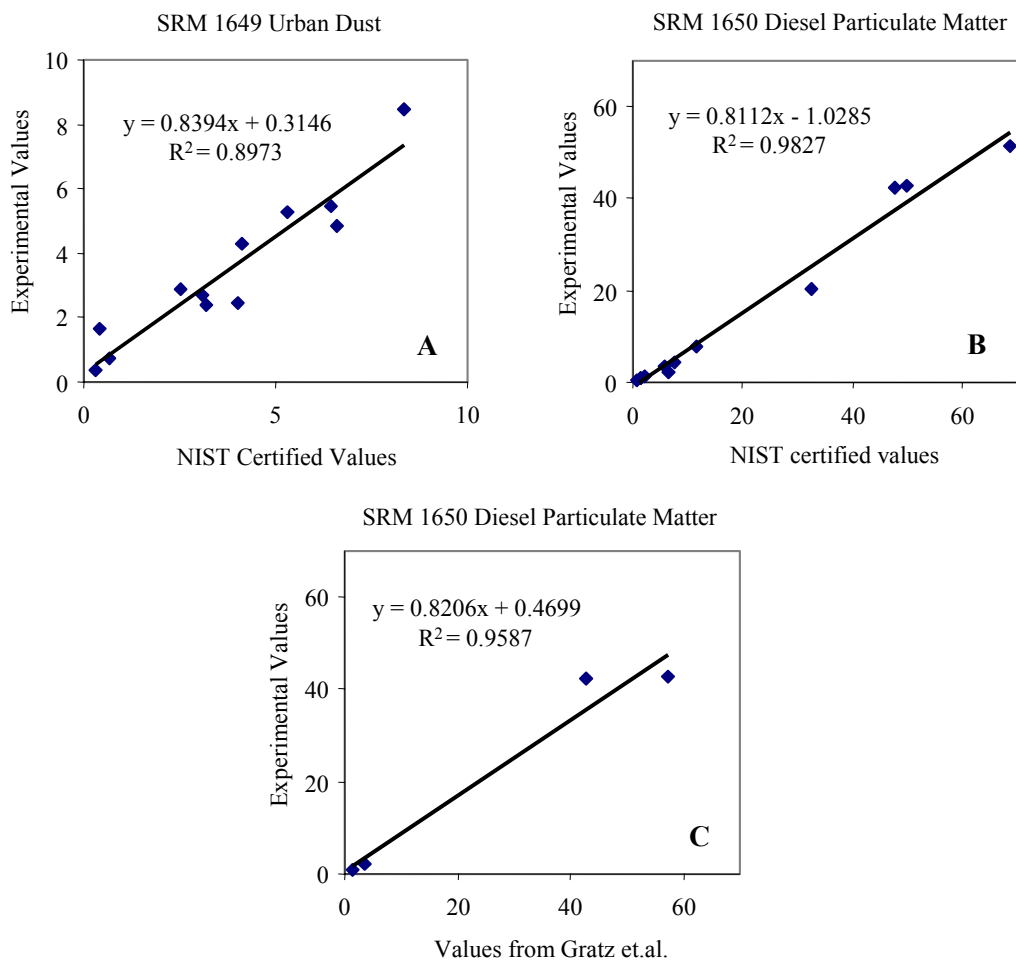 SRM 1649 Urban Dust
10
8
6
4
2
0
0
5
10
Experimental Values
y = 0.8394x + 0.3146
R² = 0.8973
A
NIST Certified Values
SRM 1650 Diesel Particulate Matter
60
40
20
0
0
20
40
60
Experimental Values
y = 0.8112x - 1.0285
R² = 0.9827
B
NIST certified values
SRM 1650 Diesel Particulate Matter
60
40
20
0
0
20
40
60
Experimental Values
y = 0.8206x + 0.4699
R² = 0.9587
C
Values from Gratz et.al.